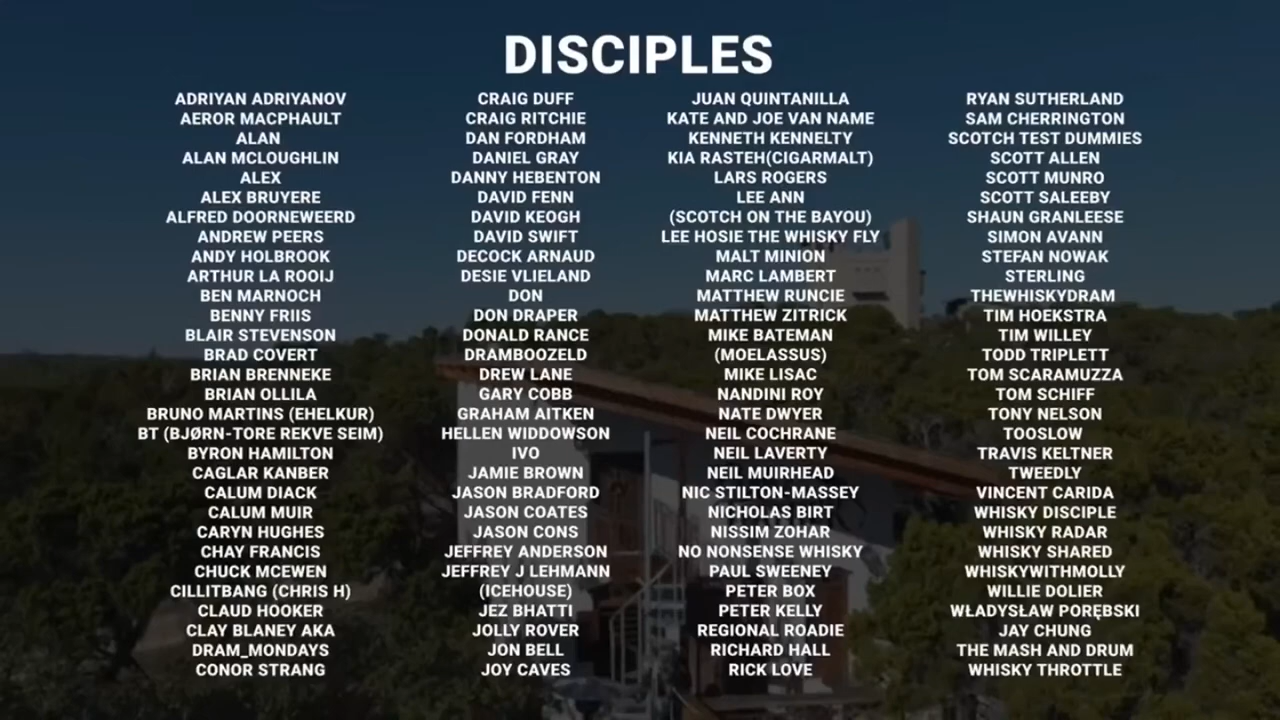 DISCIPLES
ADRIYAN ADRIYANOV
AEROR MACPHAULT
ALAN
ALAN MCLOUGHLIN
ALEX
ALEX BRUYERE
ALFRED DOORNEWEERD
ANDREW PEERS
ANDY HOLBROOK
ARTHUR LA ROOIJ
BEN MARNOCH
BENNY FRIIS
BLAIR STEVENSON
BRAD COVERT
BRIAN BRENNEKE
BRIAN OLLILA
BRUNO MARTINS (EHELKUR)
BT (BJØRN-TORE REKVE SEIM)
BYRON HAMILTON
CAGLAR KANBER
CALUM DIACK
CALUM MUIR
CARYN HUGHES
CHAY FRANCIS
CHUCK MCEWEN
CILLITBANG (CHRIS H)
CLAUD HOOKER
CLAY BLANEY AKA
DRAM_MONDAYS
CONOR STRANG
CRAIG DUFF
CRAIG RITCHIE
DAN FORDHAM
DANIEL GRAY
DANNY HEBENTON
DAVID FENN
DAVID KEOGH
DAVID SWIFT
DECOCK ARNAUD
DESIE VLIELAND
DON
DON DRAPER
DONALD RANCE
DRAMBOOZELD
DREW LANE
GARY COBB
GRAHAM AITKEN
HELLEN WIDDOWSON
IVO
JAMIE BROWN
JASON BRADFORD
JASON COATES
JASON CONS
JEFFREY ANDERSON
JEFFREY J LEHMANN
(ICEHOUSE)
JEZ BHATTI
JOLLY ROVER
JON BELL
JOY CAVES
JUAN QUINTANILLA
KATE AND JOE VAN NAME
KENNETH KENNELTY
KIA RASTEH(CIGARMALT)
LARS ROGERS
LEE ANN
(SCOTCH ON THE BAYOU)
LEE HOSIE THE WHISKY FLY
MALT MINION
MARC LAMBERT
MATTHEW RUNCIE
MATTHEW ZITRICK
MIKE BATEMAN
(MOELASSUS)
MIKE LISAC
NANDINI ROY
NATE DWYER
NEIL COCHRANE
NEIL LAVERTY
NEIL MUIRHEAD
NIC STILTON-MASSEY
NICHOLAS BIRT
NISSIM ZOHAR
NO NONSENSE WHISKY
PAUL SWEENEY
PETER BOX
PETER KELLY
REGIONAL ROADIE
RICHARD HALL
RICK LOVE
RYAN SUTHERLAND
SAM CHERRINGTON
SCOTCH TEST DUMMIES
SCOTT ALLEN
SCOTT MUNRO
SCOTT SALEEBY
SHAUN GRANLEESE
SIMON AVANN
STEFAN NOWAK
STERLING
THEWHISKYDRAM
TIM HOEKSTRA
TIM WILLEY
TODD TRIPLETT
TOM SCARAMUZZA
TOM SCHIFF
TONY NELSON
TOOSLOW
TRAVIS KELTNER
TWEEDLY
VINCENT CARIDA
WHISKY DISCIPLE
WHISKY RADAR
WHISKY SHARED
WHISKYWITHMOLLY
WILLIE DOLIER
WŁADYSŁAW PORĘBSKI
JAY CHUNG
THE MASH AND DRUM
WHISKY THROTTLE